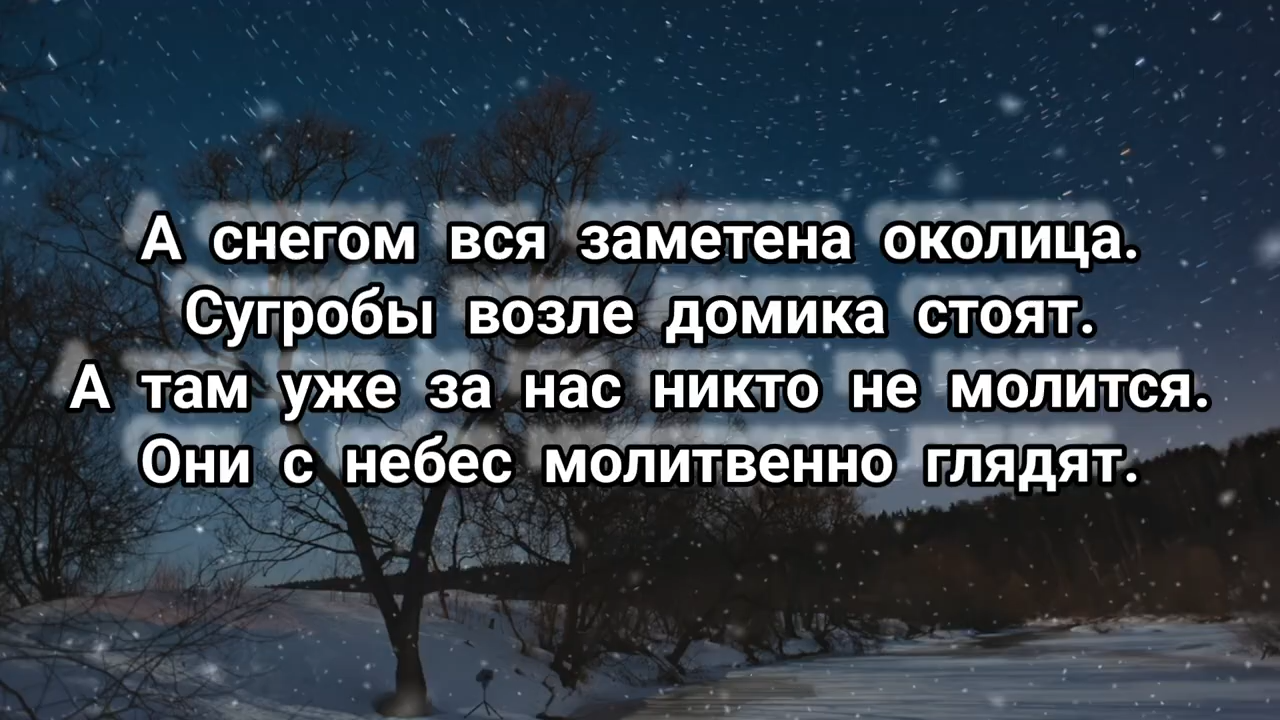 А снегом вся заметена околица.
Сугробы возле домика стоят.
А там уже за нас никто не молится.
Они с небес молитвенно глядят.